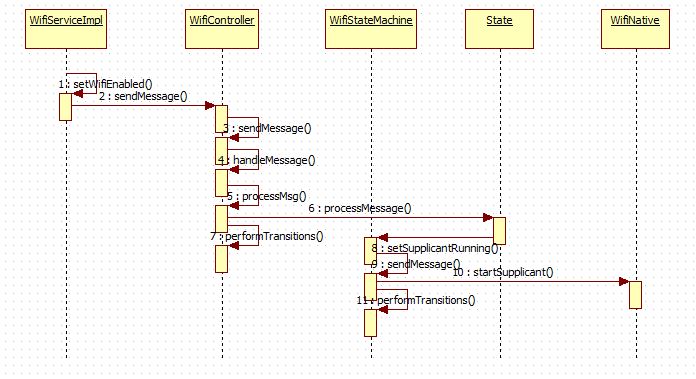 WifiServiceImpl
WifiController
WifiStateMachine
State
WifiNative
1 : setWifiEnabled()
2 : sendMessage()
3 : sendMessage()
4 : handleMessage()
5 : processMsg()
6 : processMessage()
7 : performTransitions()
8 : setSupplicantRunning()
9 : sendMessage()
10 : startSupplicant()
11 : performTransitions()